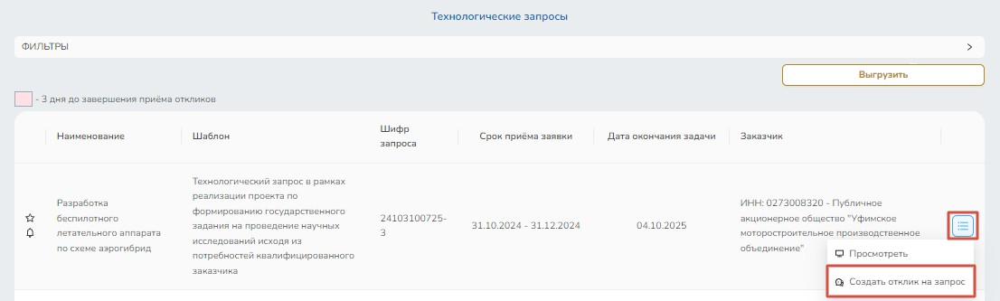 Технологические запросы
ФИЛЬТРЫ
Выгрузить
- 3 дня до завершения приёма откликов
Наименование
Шаблон
Шифр
запроса
Срок приёма заявки
Дата окончания задачи
Заказчик
Разработка
беспилотного
летательного аппарата
по схеме аэрогибрид
Технологический запрос в рамках
реализации проекта по
формированию государственного
задания на проведение научных
исследований исходя из
потребностей квалифицированного
заказчика
24103100725-
3
31.10.2024 - 31.12.2024
04.10.2025
ИНН: 0273008320 - Публичное
акционерное общество "Уфимское
моторостроительное производственное
объединение"
Просмотреть
Создать отклик на запрос